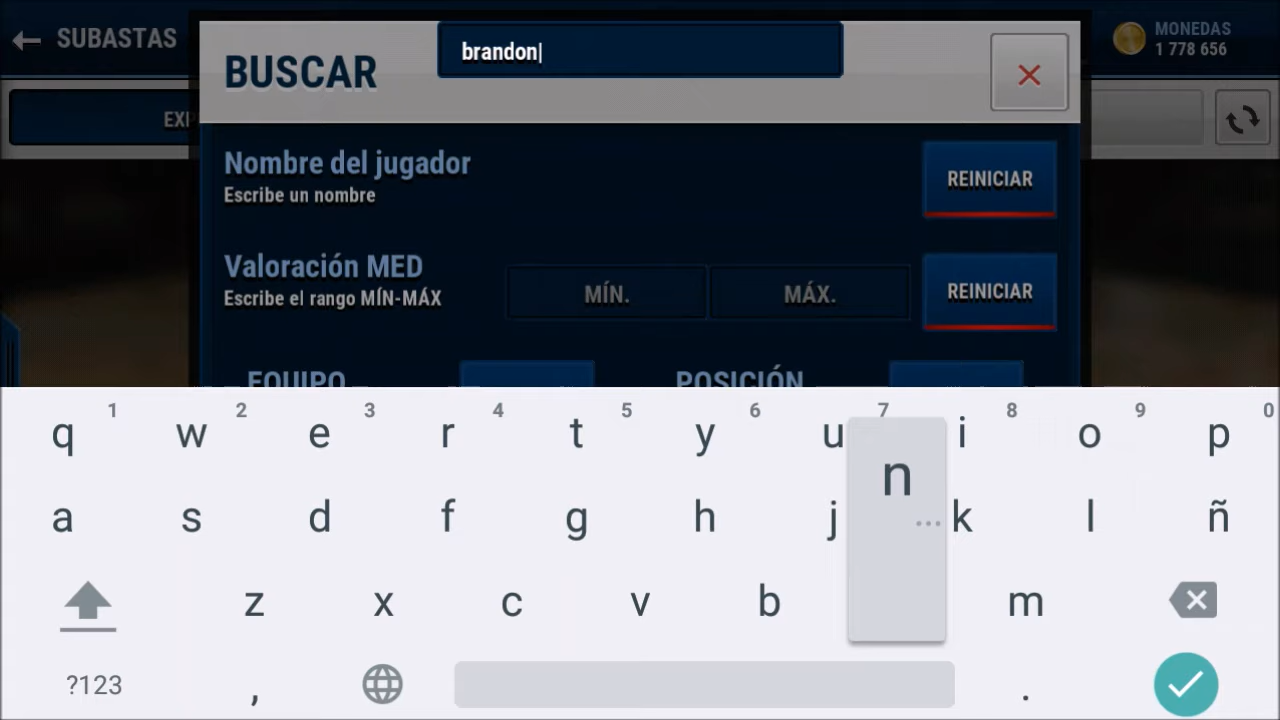 SUBASTAS
BUSCAR
brandon
MONEDAS
1 778 656
EXP
Nombre del jugador
Escribe un nombre
REINICIAR
Valoración MED
Escribe el rango MÍN-MÁX
MÍN.
MÁX.
REINICIAR
EQUIPO
POSICIÓN
1 2 3 4 5 6 7 8 9 0
q w e r t y u i o p
n
a s d f g h j k l ñ
z x c v b m
?123 , .